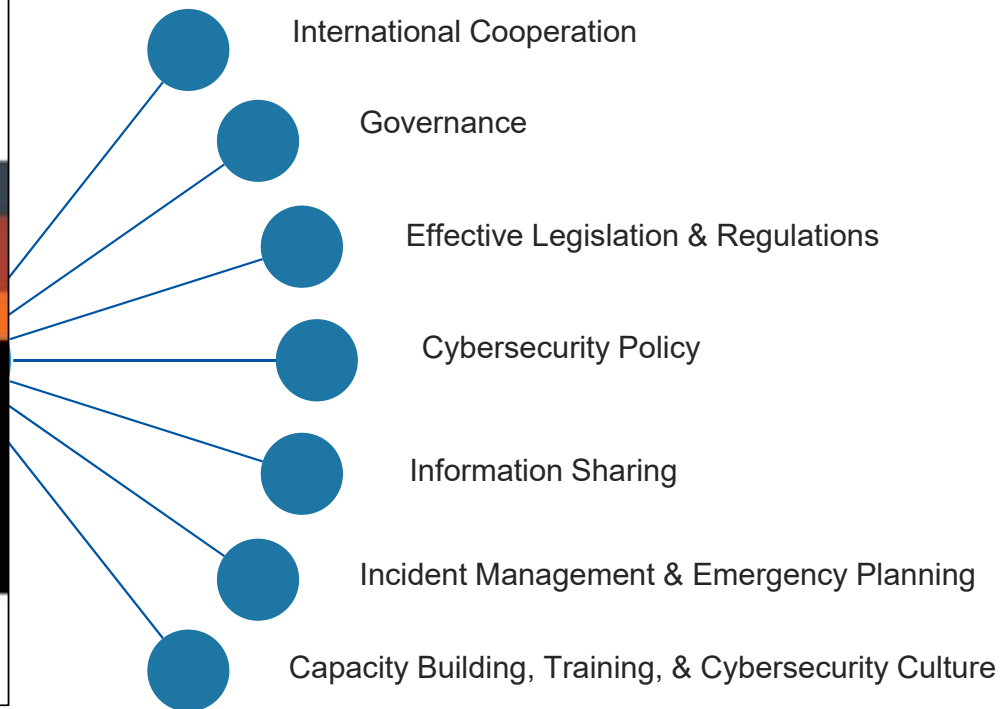 International Cooperation
Governance
Effective Legislation & Regulations
Cybersecurity Policy
Information Sharing
Incident Management & Emergency Planning
Capacity Building, Training, & Cybersecurity Culture